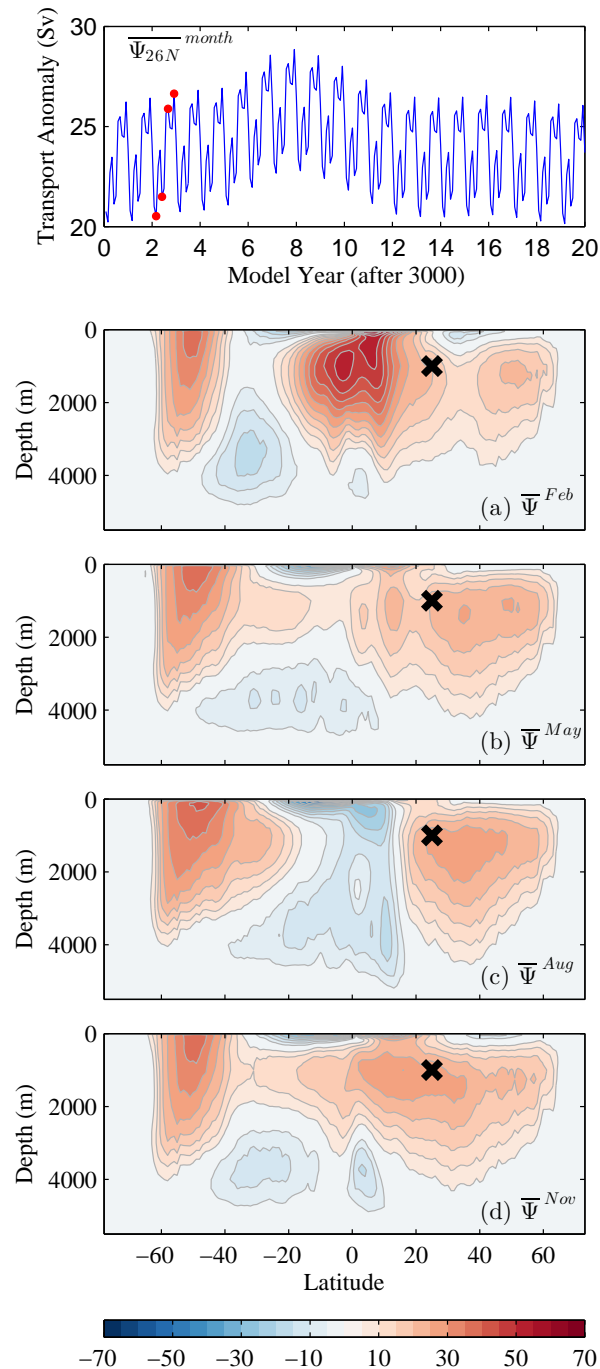 30
25
20
Transport Anomaly (Sv)
Ψ26N month
0 2 4 6 8 10 12 14 16 18 20
Model Year (after 3000)
0
2000
4000
Depth (m)
(a) Ψ Feb
0
2000
4000
Depth (m)
(b) Ψ May
0
2000
4000
Depth (m)
(c) Ψ Aug
0
2000
4000
Depth (m)
(d) Ψ Nov
−60 −40 −20 0 20 40 60
Latitude
−70 −50 −30 −10 10 30 50 70